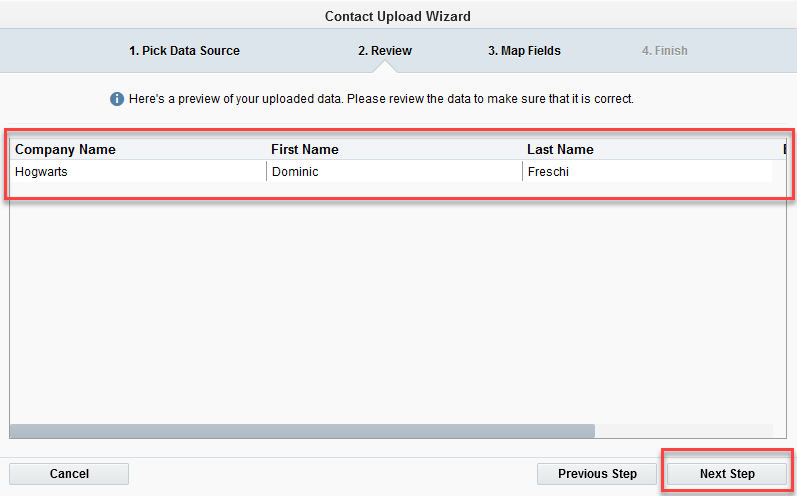 Contact Upload Wizard
1. Pick Data Source 2. Review 3. Map Fields 4. Finish
Here's a preview of your uploaded data. Please review the data to make sure that it is correct.
Company Name First Name Last Name
Hogwarts Dominic Freschi
Cancel Previous Step Next Step